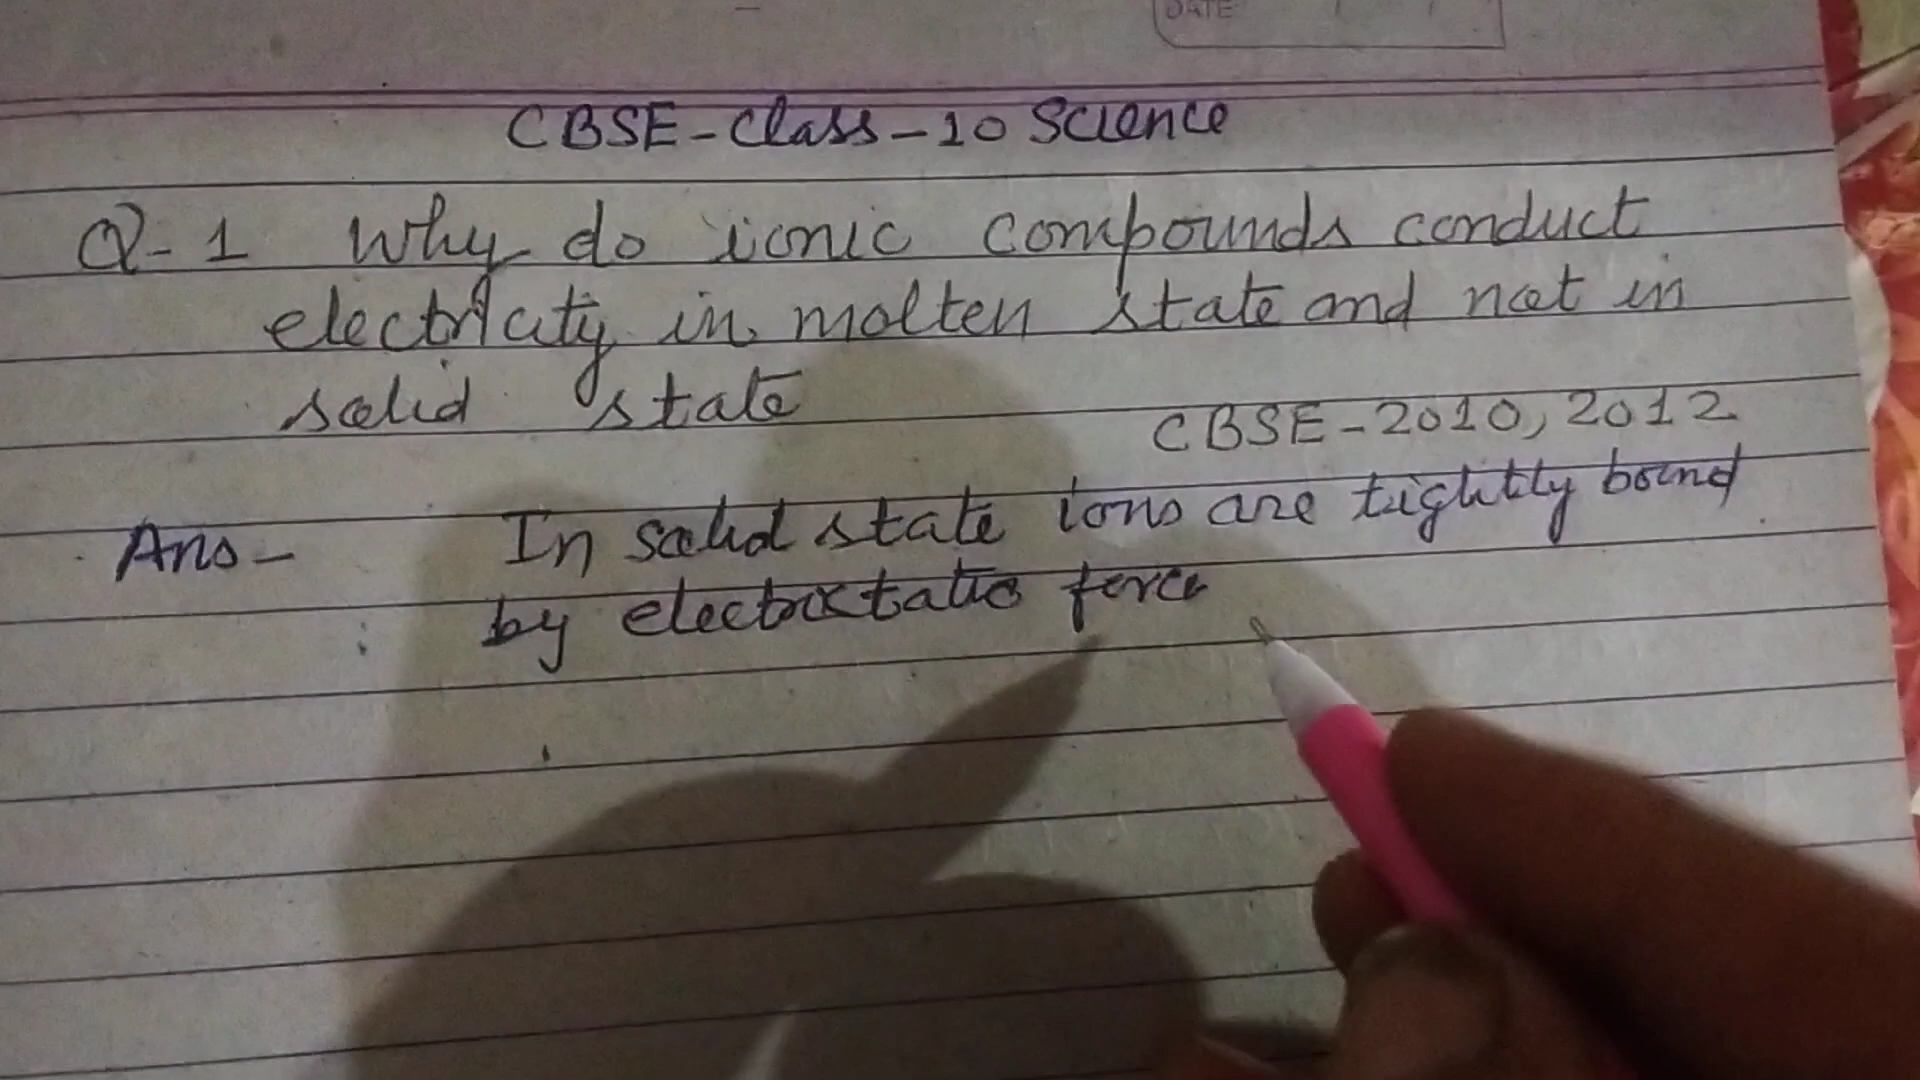 DATE
CBSE-Class-10 Science
Q-1 Why do ionic compounds conduct
electricity in molten state and not in
solid state
CBSE-2010, 2012
Ans- In solid state ions are tightly bound
by electrostatic force